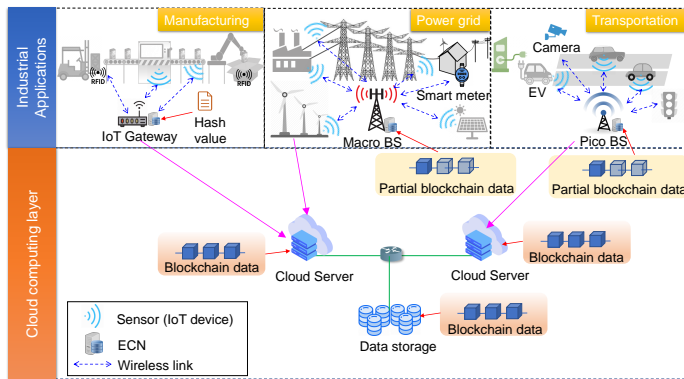 Industrial
Applications
Manufacturing
Power grid
Transportation
RFID
RFID
IoT Gateway
Hash
value
Smart meter
Macro BS
Camera
EV
Pico BS
Partial blockchain data
Partial blockchain data
Cloud computing layer
Blockchain data
Cloud Server
Cloud Server
Blockchain data
Data storage
Blockchain data
Sensor (IoT device)
ECN
Wireless link